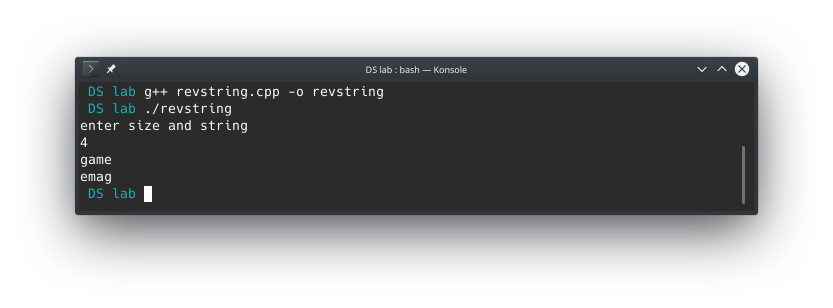 DS lab : bash — Konsole
DS lab g++ revstring.cpp -o revstring
DS lab ./revstring
enter size and string
4
game
emag
DS lab